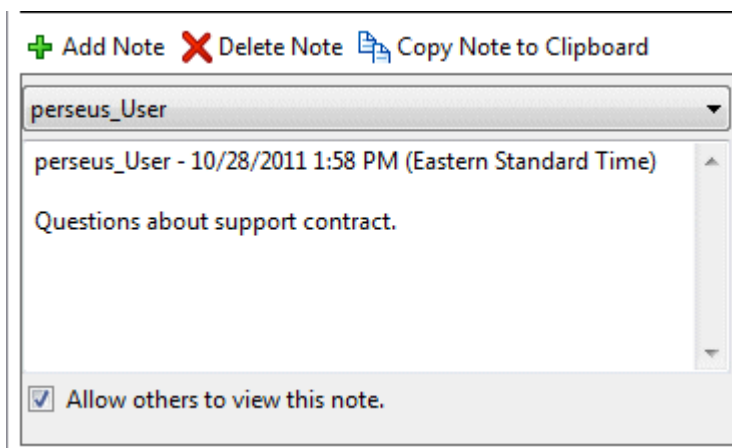 Add Note Delete Note Copy Note to Clipboard
perseus_User
perseus_User - 10/28/2011 1:58 PM (Eastern Standard Time)
Questions about support contract.
Allow others to view this note.